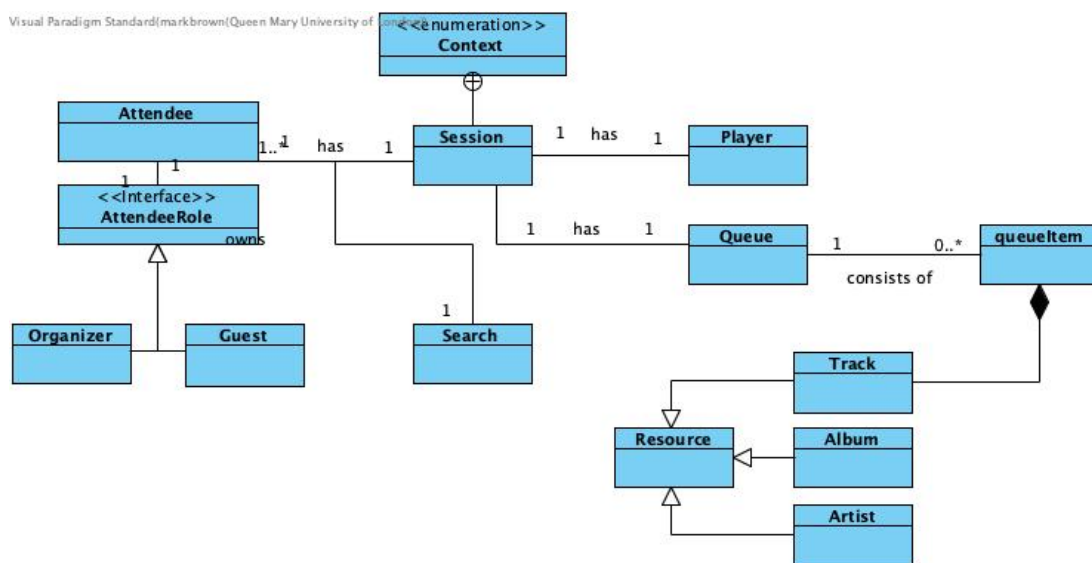 Visual Paradigm Standard(markbrown(Queen Mary University of London))
<<enumeration>>
Context
Attendee
Session
Player
1..*
1
has
1
1
has
1
1
1
<<Interface>>
AttendeeRole
owns
1
has
1
Queue
1
0..*
consists of
queueItem
Organizer
Guest
1
Search
Track
Resource
Album
Artist